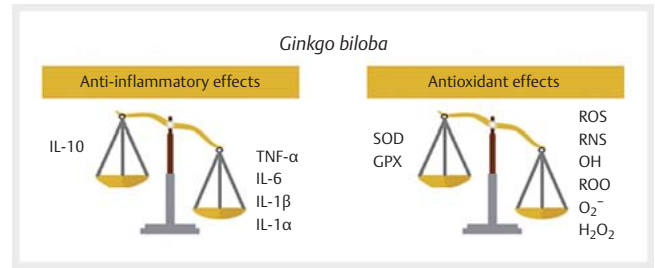 Ginkgo biloba
Anti-inflammatory effects
IL-10
TNF-α
IL-6
IL-1β
IL-1α
Antioxidant effects
SOD
GPX
ROS
RNS
OH
ROO
O₂⁻
H₂O₂